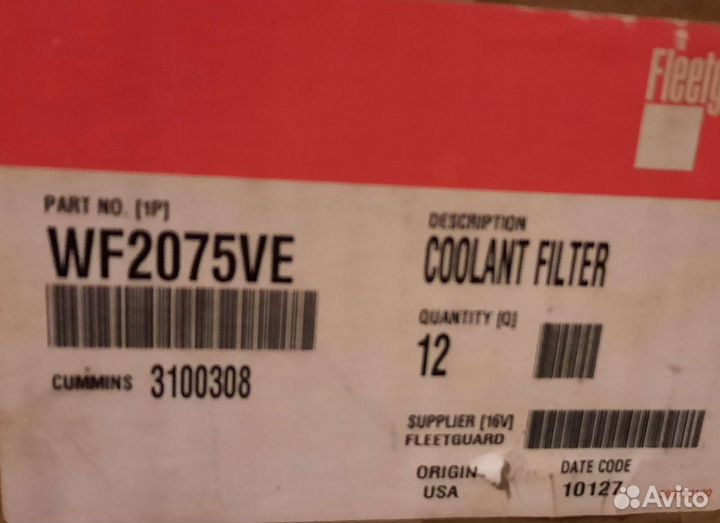 PART NO. [1P]
WF2075VE
CUMMINS 3100308
DESCRIPTION
COOLANT FILTER
QUANTITY [Q]
12
SUPPLIER [16V]
FLEETGUARD
ORIGIN
USA
DATE CODE
10127
Avito